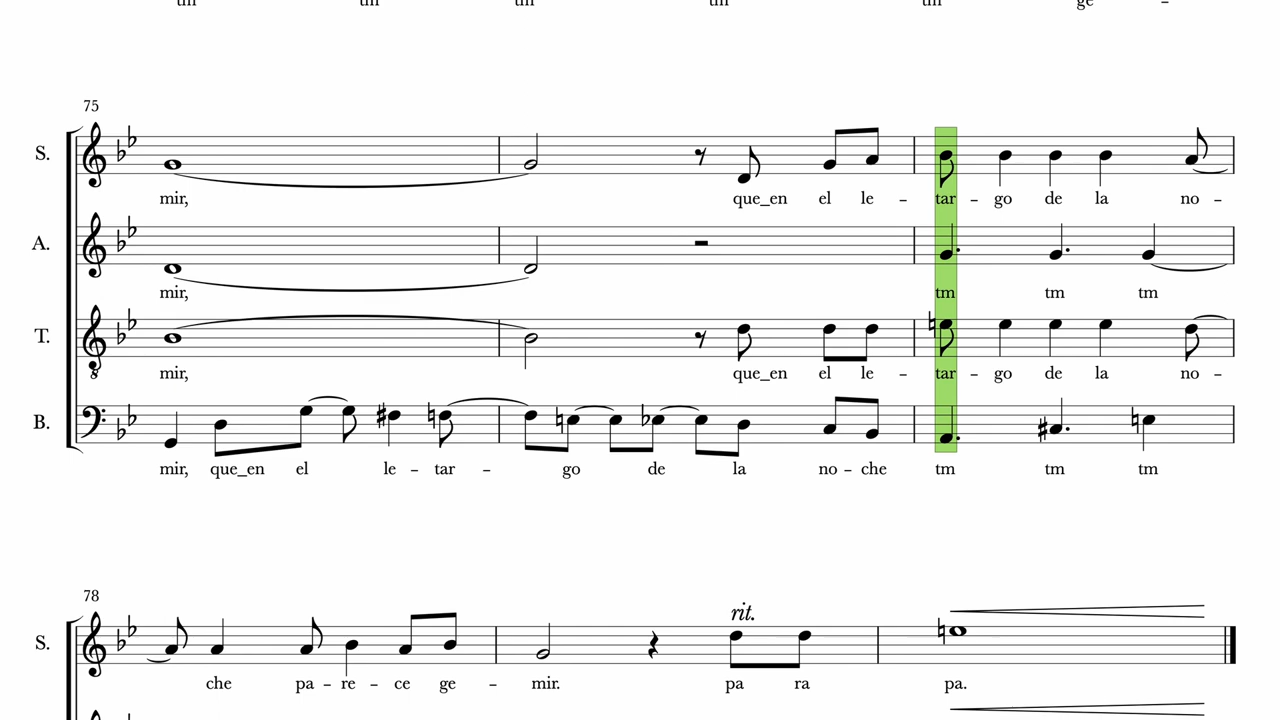 tm tm tm tm tm ge -
75
S.
mir, que_en el le - tar - go de la no -
A.
mir, tm tm tm
T.
mir, que_en el le - tar - go de la no -
B.
mir, que_en el le - tar - go de la no - che tm tm tm
78
rit.
S.
che pa - re - ce ge - mir. pa ra pa.